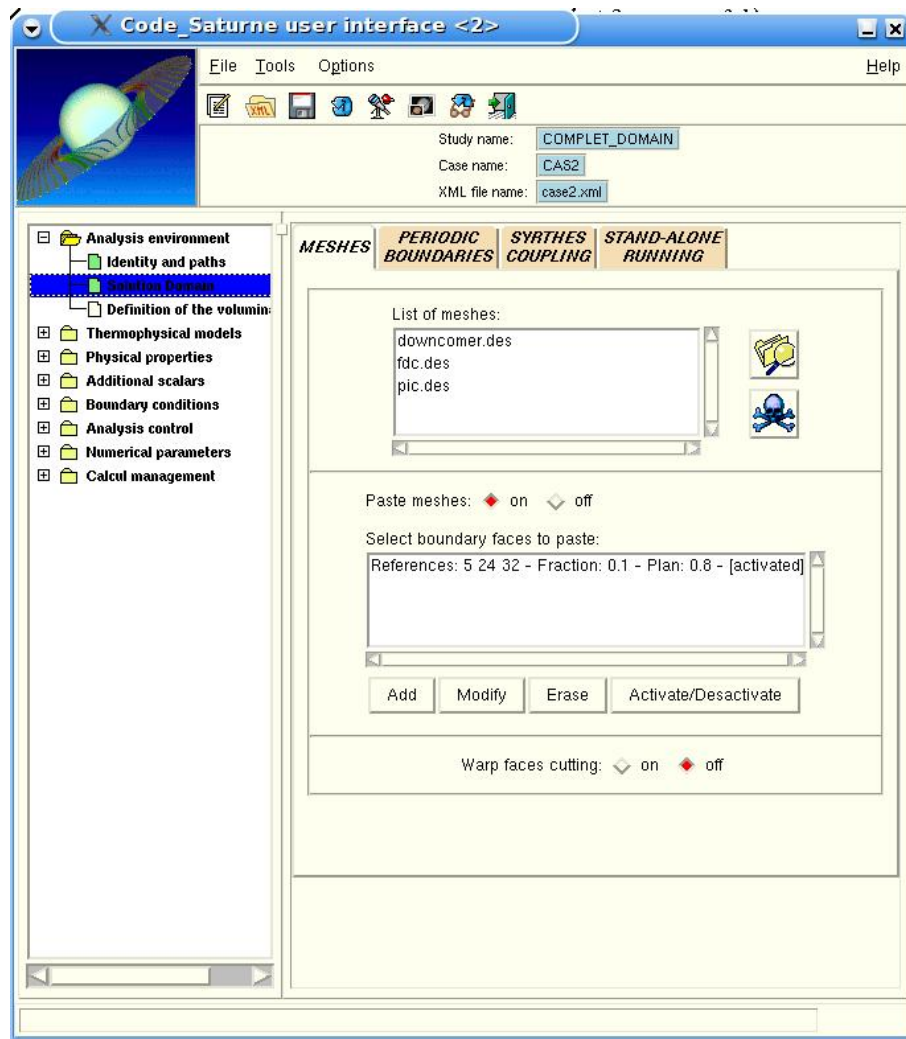 Code_Saturne user interface <2>
File Tools Options Help
Study name: COMPLET_DOMAIN
Case name: CAS2
XML file name: case2.xml
Analysis environment
Identity and paths
Solution Domain
Definition of the volumin
Thermophysical models
Physical properties
Additional scalars
Boundary conditions
Analysis control
Numerical parameters
Calcul management
MESHES
PERIODIC
BOUNDARIES
SYRTHES
COUPLING
STAND-ALONE
RUNNING
List of meshes:
downcomer.des
fdc.des
pic.des
Paste meshes: on off
Select boundary faces to paste:
References: 5 24 32 - Fraction: 0.1 - Plan: 0.8 - [activated]
Add Modify Erase Activate/Desactivate
Warp faces cutting: on off